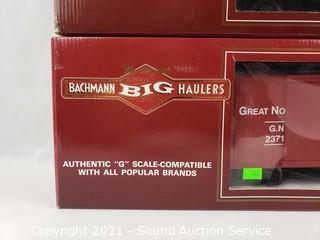 BACHMANN BIG HAULERS
GREAT NO
G.N
2371
AUTHENTIC "G" SCALE-COMPATIBLE
WITH ALL POPULAR BRANDS
Copyright 2021 - Sound Auction Service